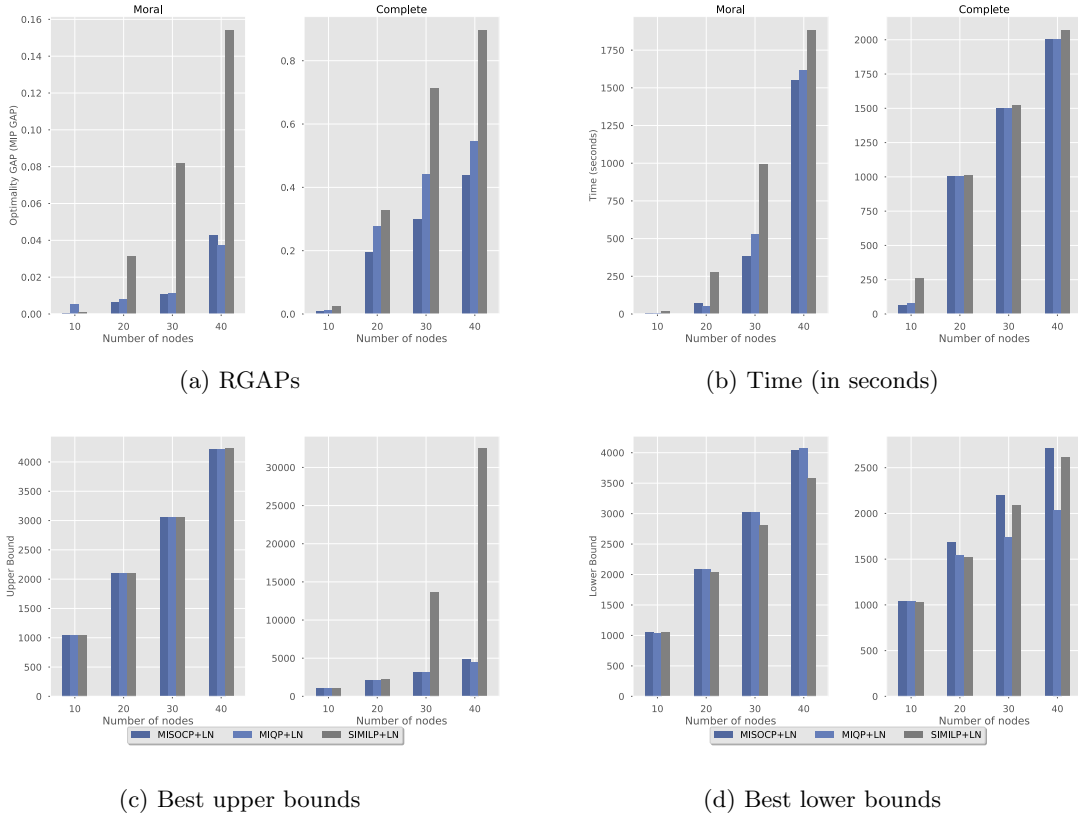 Moral
Complete
0.16
0.14
0.12
0.10
0.08
0.06
0.04
0.02
0.00
Optimality GAP (MIP GAP)
10 20 30 40
Number of nodes
0.8
0.6
0.4
0.2
0.0
10 20 30 40
Number of nodes
(a) RGAPs
Moral
Complete
1750
1500
1250
1000
750
500
250
0
Time (seconds)
10 20 30 40
Number of nodes
2000
1750
1500
1250
1000
750
500
250
0
10 20 30 40
Number of nodes
(b) Time (in seconds)
4000
3500
3000
2500
2000
1500
1000
500
0
Upper Bound
10 20 30 40
Number of nodes
30000
25000
20000
15000
10000
5000
0
10 20 30 40
Number of nodes
MISOCP+LN MIQP+LN SIMILP+LN
(c) Best upper bounds
4000
3500
3000
2500
2000
1500
1000
500
0
Lower Bound
10 20 30 40
Number of nodes
2500
2000
1500
1000
500
0
10 20 30 40
Number of nodes
MISOCP+LN MIQP+LN SIMILP+LN
(d) Best lower bounds